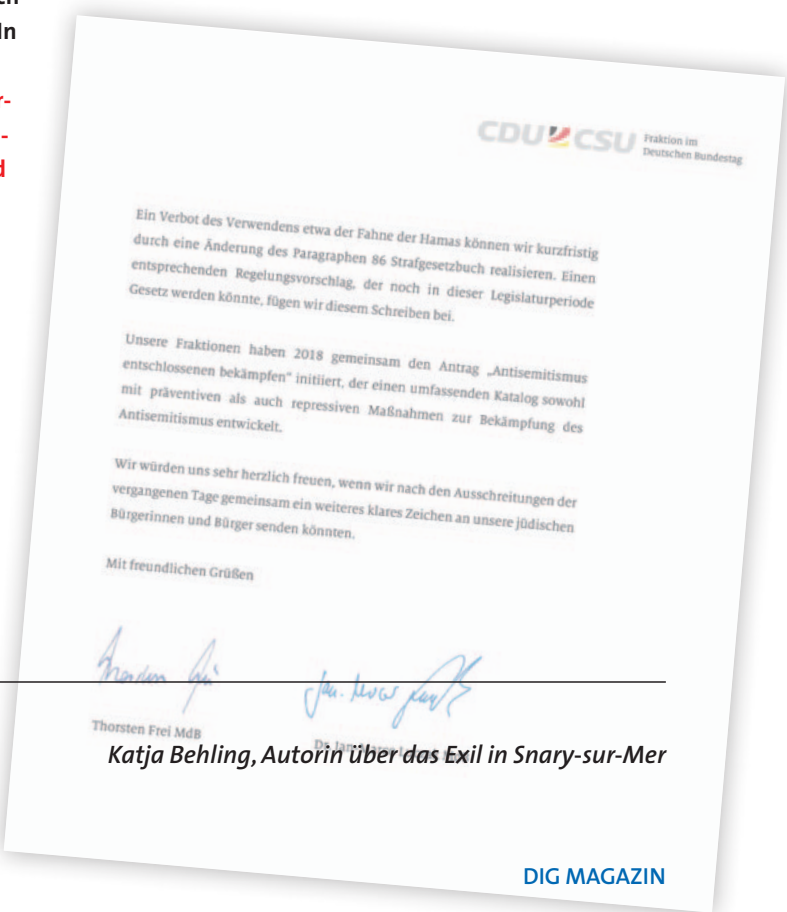 ch
In
r-
-
d
CDU CSU Fraktion im
Deutschen Bundestag
Ein Verbot des Verwendens etwa der Fahne der Hamas können wir kurzfristig
durch eine Änderung des Paragraphen 86 Strafgesetzbuch realisieren. Einen
entsprechenden Regelungsvorschlag, der noch in dieser Legislaturperiode
Gesetz werden könnte, fügen wir diesem Schreiben bei.
Unsere Fraktionen haben 2018 gemeinsam den Antrag „Antisemitismus
entschlossenen bekämpfen" initiiert, der einen umfassenden Katalog sowohl
mit präventiven als auch repressiven Maßnahmen zur Bekämpfung des
Antisemitismus entwickelt.
Wir würden uns sehr herzlich freuen, wenn wir nach den Ausschreitungen der
vergangenen Tage gemeinsam ein weiteres klares Zeichen an unsere jüdischen
Bürgerinnen und Bürger senden könnten.
Mit freundlichen Grüßen
Thorsten Frei MdB
Katja Behling, Autorin über das Exil in Snary-sur-Mer
DIG MAGAZIN